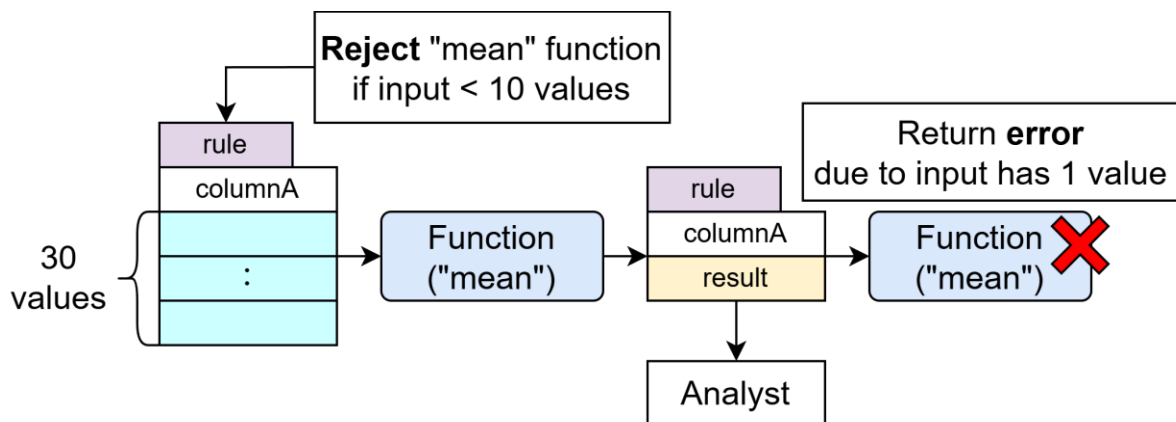 Reject "mean" function
if input < 10 values
rule
columnA
30
values
:
Function
("mean")
rule
columnA
result
Analyst
Return error
due to input has 1 value
Function
("mean")